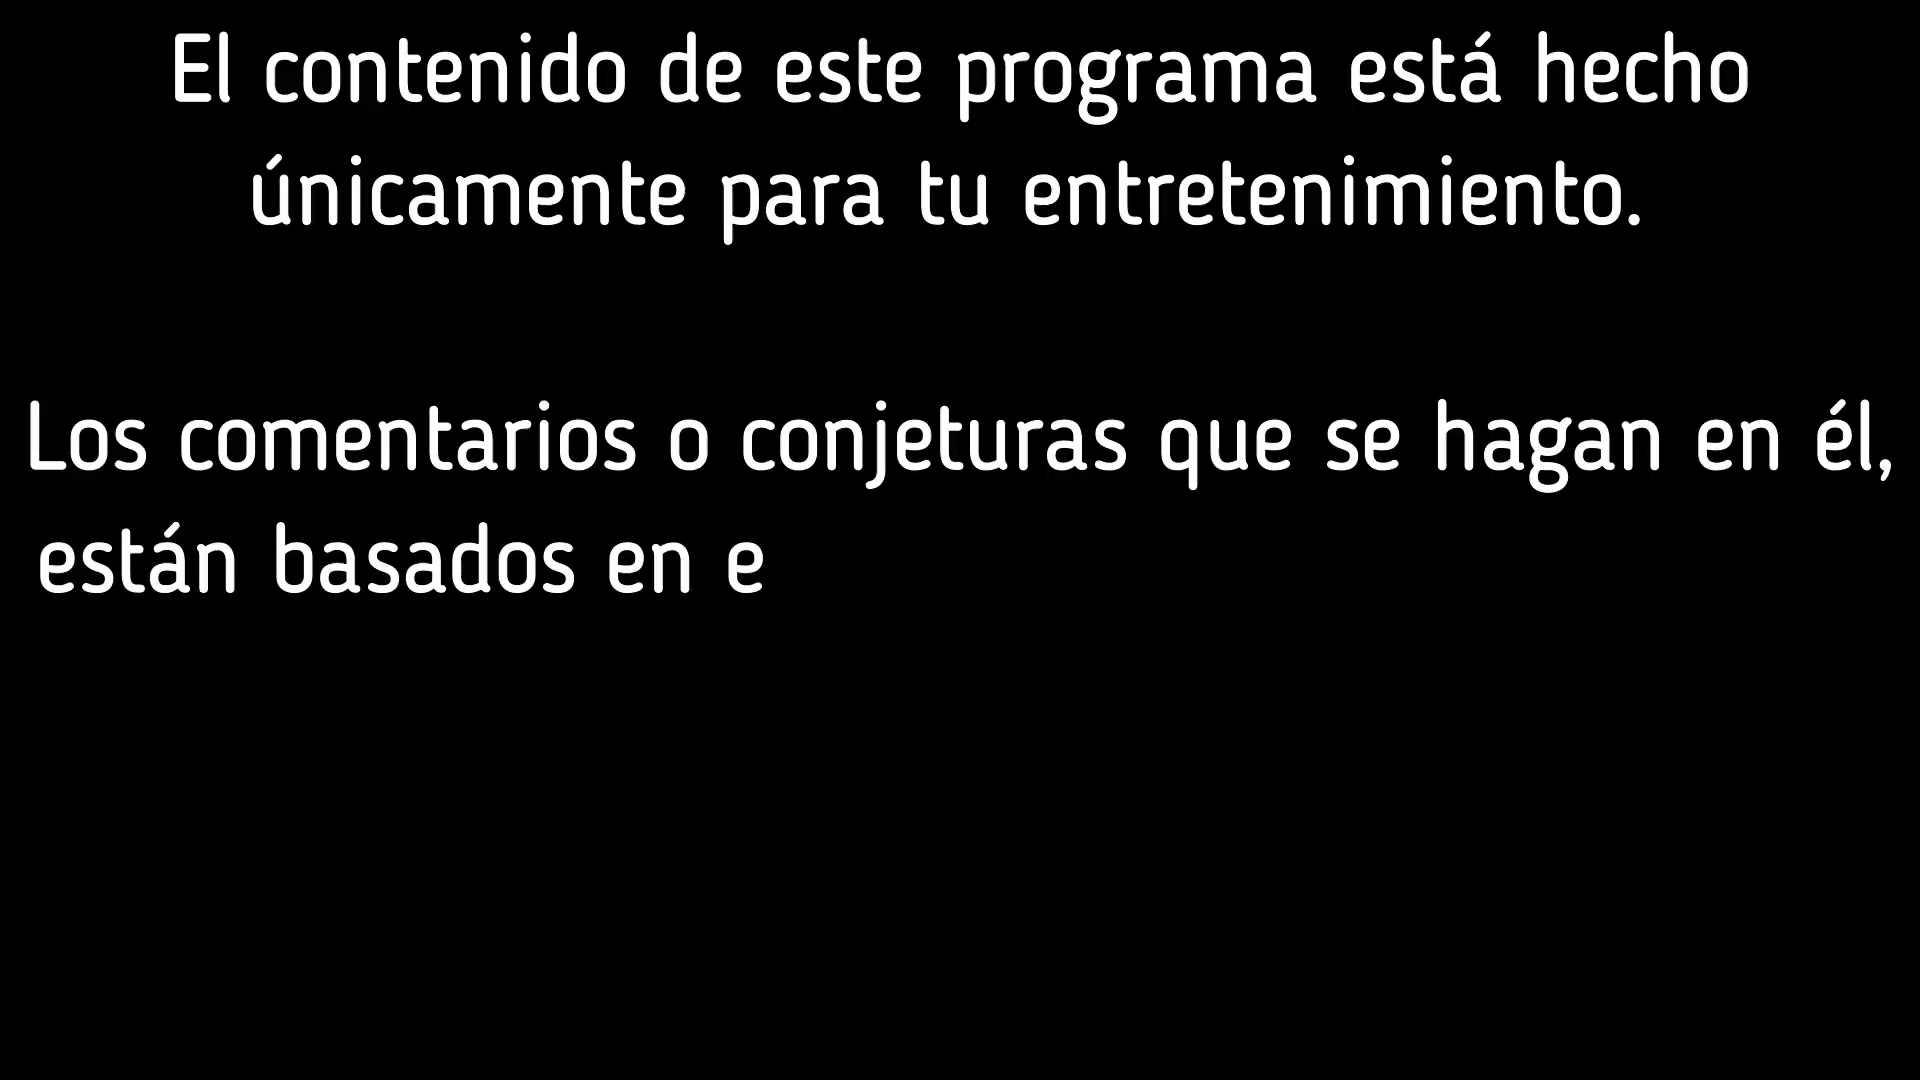 El contenido de este programa está hecho
únicamente para tu entretenimiento.
Los comentarios o conjeturas que se hagan en él,
están basados en e